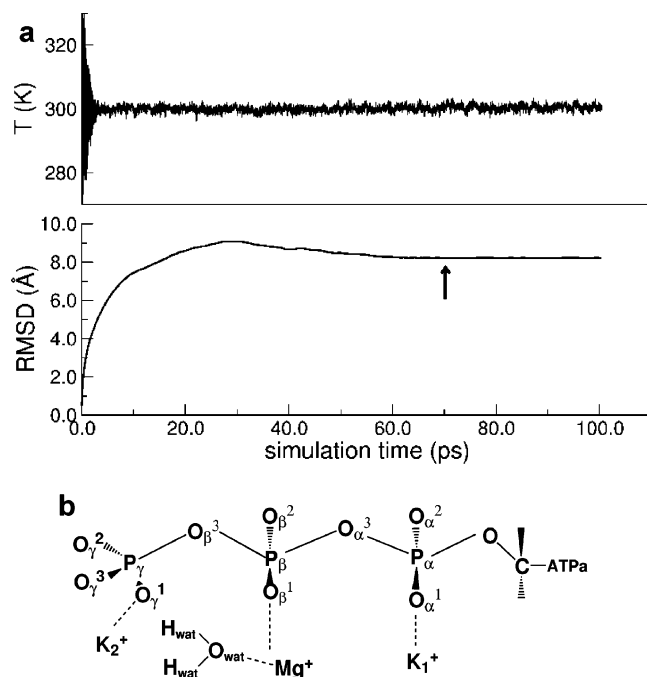 a
320
300
280
T (K)
10.0
8.0
6.0
4.0
2.0
0.0
RMSD (Å)
0.0 20.0 40.0 60.0 80.0 100.0
simulation time (ps)
b
Oγ2 Oβ3 Oβ2 Oα3 Oα2 O
Pγ Pβ Pα C ATPa
Oγ3 Oγ1 Oβ1 Oα1
K2+ Hwat Owat Mg+ K1+
Hwat